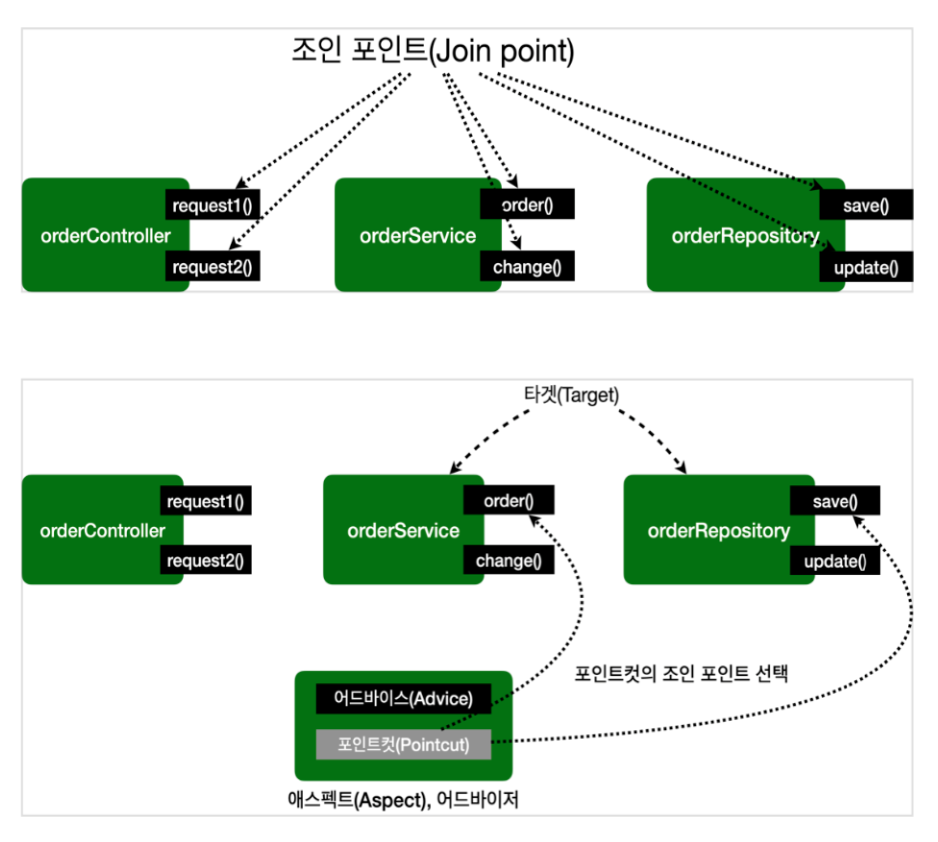 조인 포인트(Join point)
orderController
request1()
request2()
orderService
order()
change()
orderRepository
save()
update()
타겟(Target)
orderController
request1()
request2()
orderService
order()
change()
orderRepository
save()
update()
포인트컷의 조인 포인트 선택
어드바이스(Advice)
포인트컷(Pointcut)
애스펙트(Aspect), 어드바이저